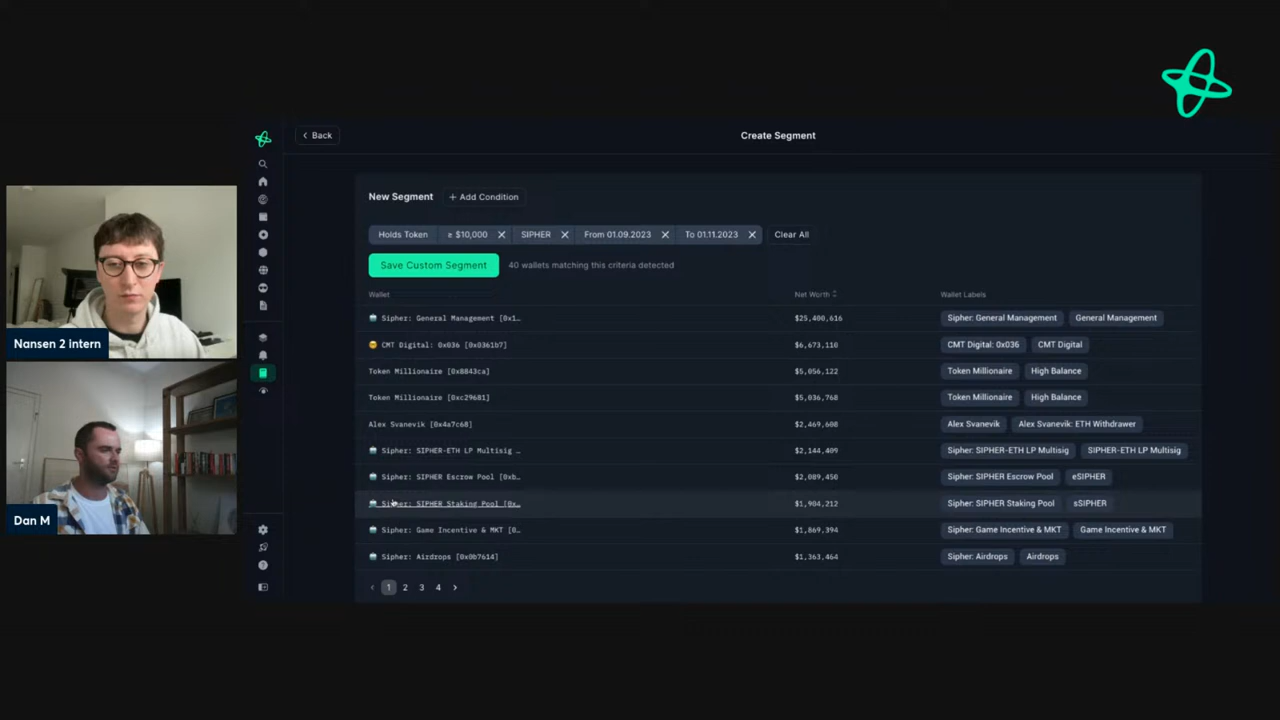 Back
Create Segment
New Segment + Add Condition
Holds Token ≥ $10,000 SIPHER From 01.09.2023 To 01.11.2023 Clear All
Save Custom Segment 40 wallets matching this criteria detected
Wallet Net Worth Wallet Labels
Sipher: General Management [0x1… $25,400,616 Sipher: General Management General Management
CMT Digital: 0x036 [0x0361b7] $6,673,110 CMT Digital: 0x036 CMT Digital
Token Millionaire [0x8843ca] $5,056,122 Token Millionaire High Balance
Token Millionaire [0xc29681] $5,036,768 Token Millionaire High Balance
Alex Svanevik [0x4a7c68] $2,469,600 Alex Svanevik Alex Svanevik: ETH Withdrawer
Sipher: SIPHER-ETH LP Multisig … $2,144,409 Sipher: SIPHER-ETH LP Multisig SIPHER-ETH LP Multisig
Sipher: SIPHER Escrow Pool [0xb… $2,089,450 Sipher: SIPHER Escrow Pool eSIPHER
Sipher: SIPHER Staking Pool [0x… $1,904,212 Sipher: SIPHER Staking Pool sSIPHER
Sipher: Game Incentive & MKT [0… $1,869,394 Sipher: Game Incentive & MKT Game Incentive & MKT
Sipher: Airdrops [0x0b7614] $1,363,464 Sipher: Airdrops Airdrops
1 2 3 4
Nansen 2 Intern
Dan M